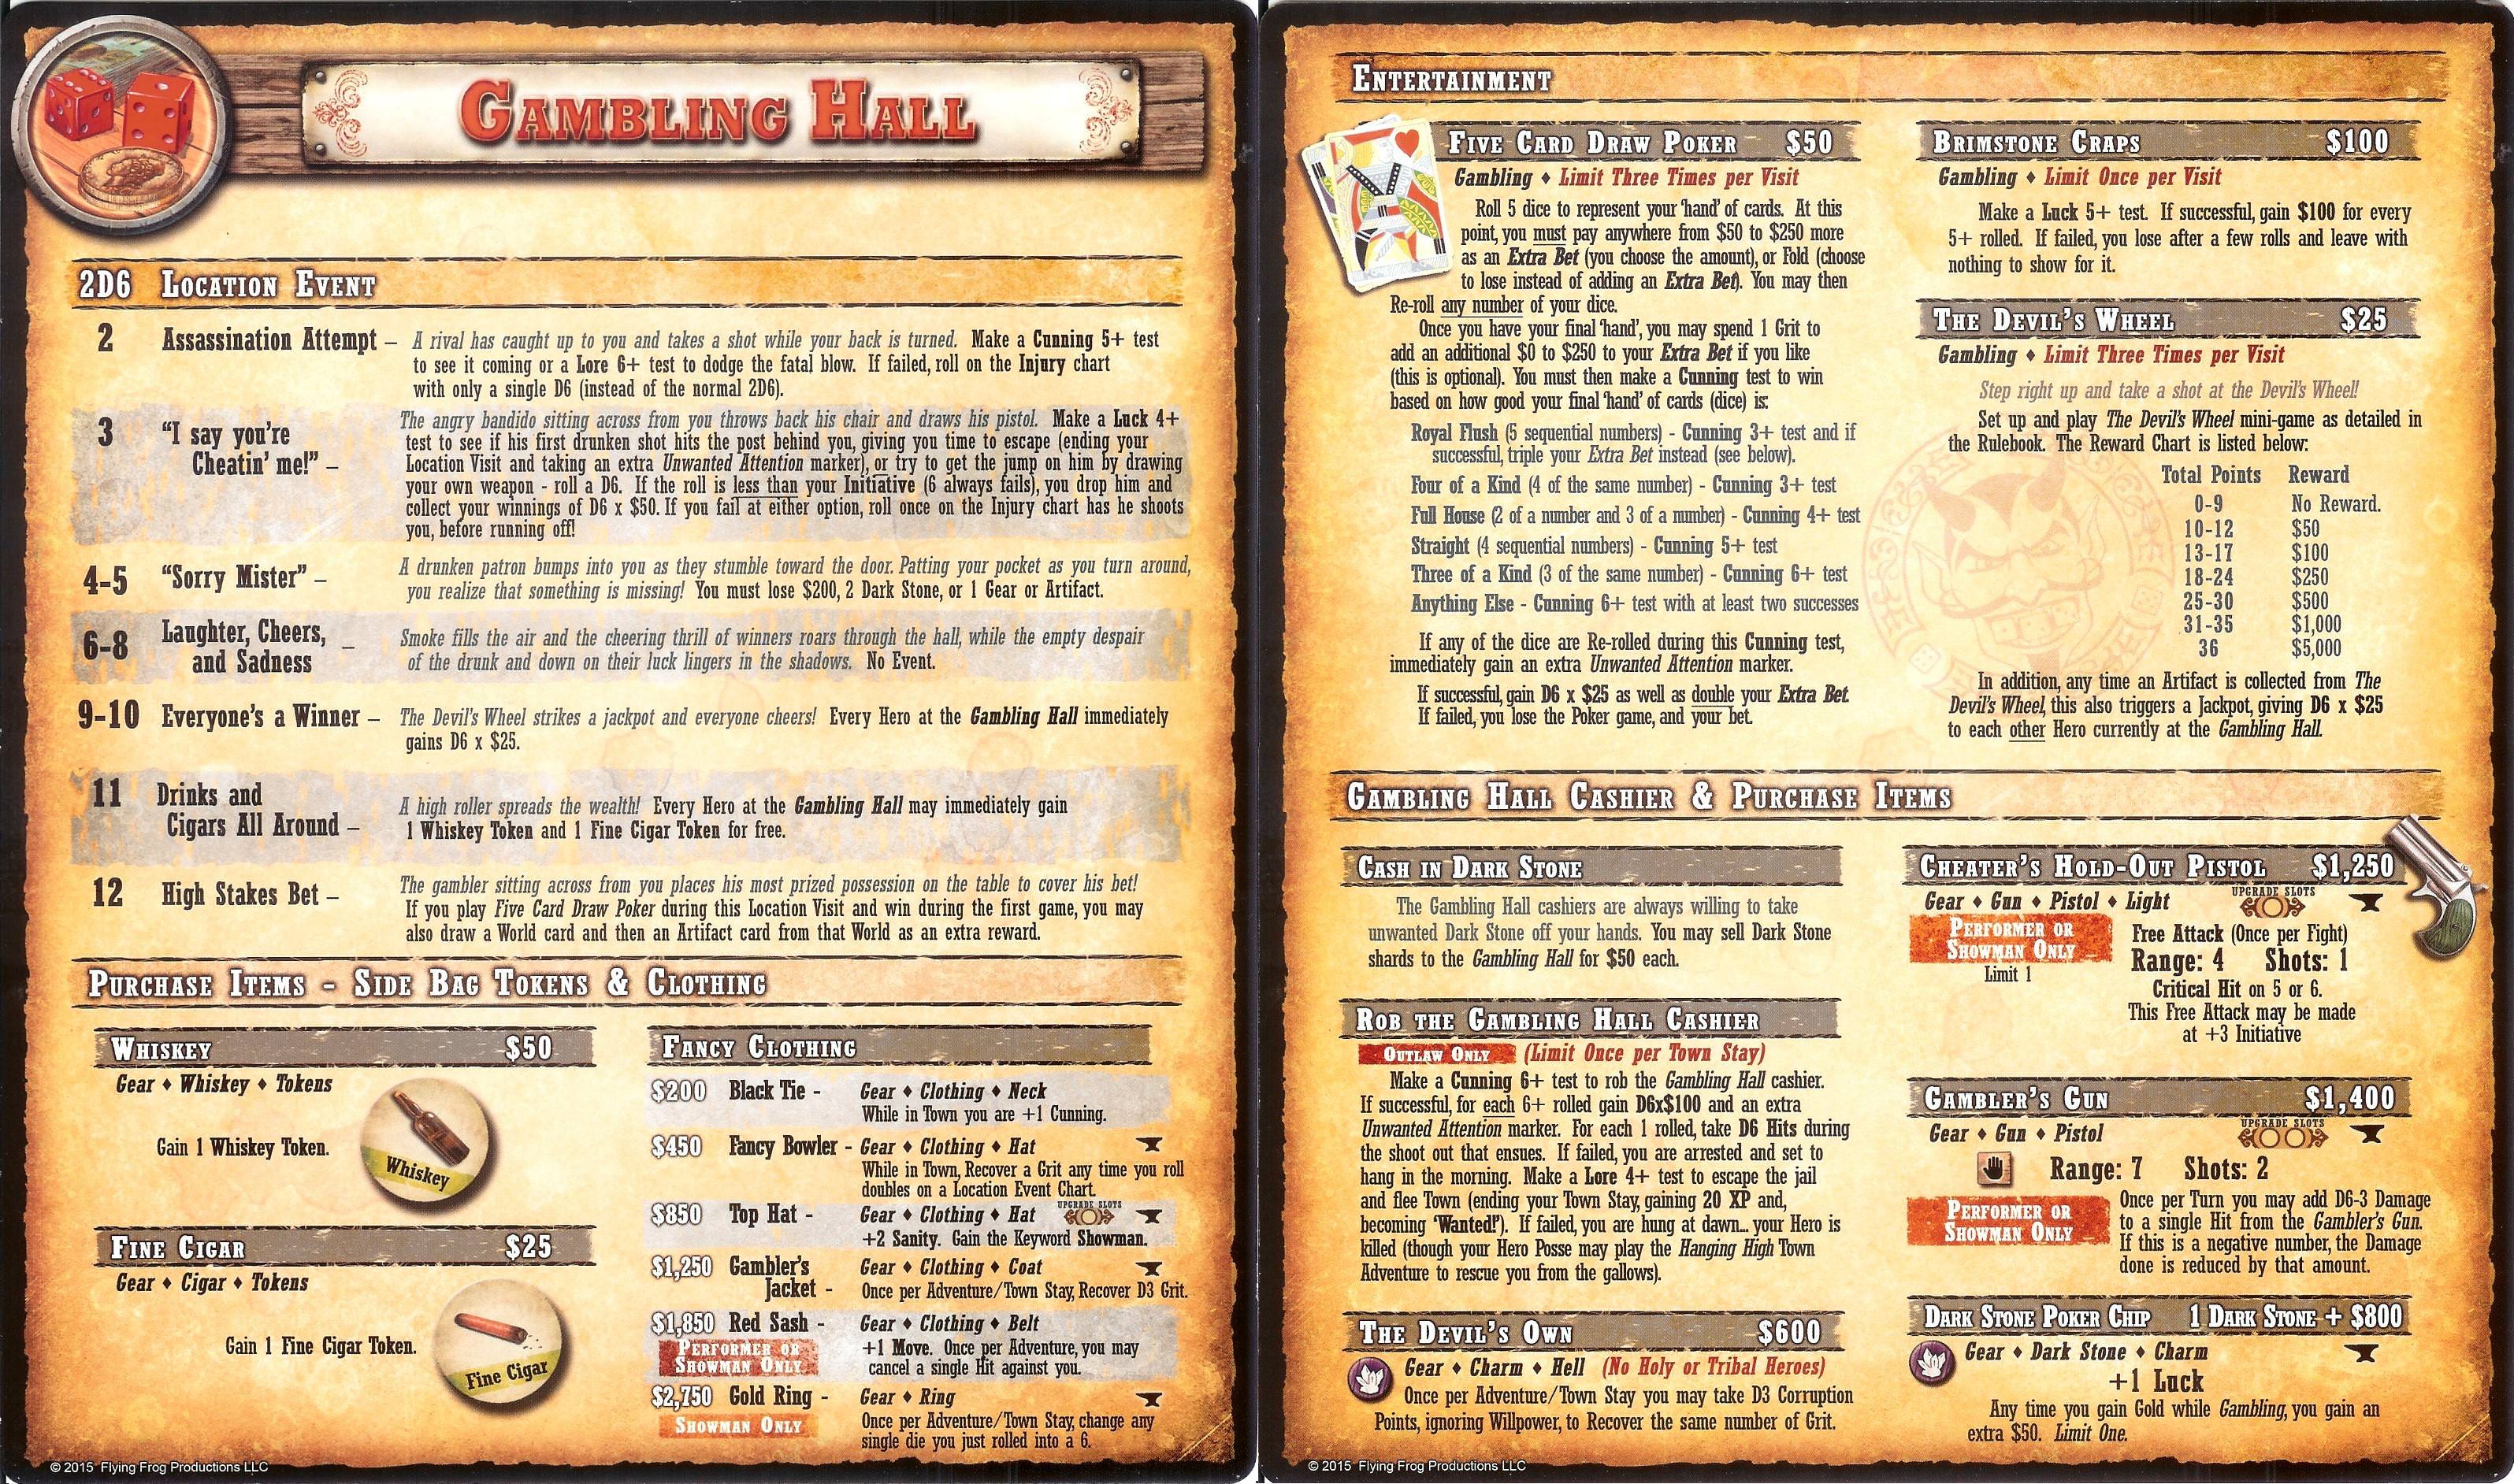 Gambling Hall
2D6 Location Event
2 Assassination Attempt – A rival has caught up to you and takes a shot while your back is turned. Make a Cunning 5+ test
to see it coming or a Lore 6+ test to dodge the fatal blow. If failed, roll on the Injury chart
with only a single D6 (instead of the normal 2D6).
3 “I say you’re
Cheatin’ me!” –
The angry bandido sitting across from you throws back his chair and draws his pistol. Make a Luck 4+
test to see if his first drunken shot hits the post behind you, giving you time to escape (ending your
Location Visit and taking an extra Unwanted Attention marker), or try to get the jump on him by drawing
your own weapon - roll a D6. If the roll is less than your Initiative (6 always fails), you drop him and
collect your winnings of D6 x $50. If you fail at either option, roll once on the Injury chart has he shoots
you, before running off!
4-5 “Sorry Mister” –
A drunken patron bumps into you as they stumble toward the door. Patting your pocket as you turn around,
you realize that something is missing! You must lose $200, 2 Dark Stone, or 1 Gear or Artifact.
6-8 Laughter, Cheers,
and Sadness –
Smoke fills the air and the cheering thrill of winners roars through the hall, while the empty despair
of the drunk and down on their luck lingers in the shadows. No Event.
9-10 Everyone’s a Winner – The Devil’s Wheel strikes a jackpot and everyone cheers! Every Hero at the Gambling Hall immediately
gains D6 x $25.
11 Drinks and
Cigars All Around –
A high roller spreads the wealth! Every Hero at the Gambling Hall may immediately gain
1 Whiskey Token and 1 Fine Cigar Token for free.
12 High Stakes Bet –
The gambler sitting across from you places his most prized possession on the table to cover his bet!
If you play Five Card Draw Poker during this Location Visit and win during the first game, you may
also draw a World card and then an Artifact card from that World as an extra reward.
Purchase Items - Side Bag Tokens & Clothing
Whiskey $50
Gear ♦ Whiskey ♦ Tokens
Gain 1 Whiskey Token.
Whiskey
Fine Cigar $25
Gear ♦ Cigar ♦ Tokens
Gain 1 Fine Cigar Token.
Fine Cigar
Fancy Clothing
$200 Black Tie - Gear ♦ Clothing ♦ Neck
While in Town you are +1 Cunning.
$450 Fancy Bowler - Gear ♦ Clothing ♦ Hat
While in Town, Recover a Grit any time you roll
doubles on a Location Event Chart.
$850 Top Hat - Gear ♦ Clothing ♦ Hat Upgrade Slots
+2 Sanity. Gain the Keyword Showman.
$1,250 Gambler’s
Jacket -
Gear ♦ Clothing ♦ Coat
Once per Adventure/Town Stay, Recover D3 Grit.
$1,850 Red Sash - Gear ♦ Clothing ♦ Belt
Performer or
Showman Only
+1 Move. Once per Adventure, you may
cancel a single Hit against you.
$2,750 Gold Ring - Gear ♦ Ring
Showman Only
Once per Adventure/Town Stay, change any
single die you just rolled into a 6.
© 2015 Flying Frog Productions LLC
Entertainment
Five Card Draw Poker $50
Gambling ♦ Limit Three Times per Visit
Roll 5 dice to represent your ‘hand’ of cards. At this
point, you must pay anywhere from $50 to $250 more
as an Extra Bet (you choose the amount), or Fold (choose
to lose instead of adding an Extra Bet). You may then
Re-roll any number of your dice.
Once you have your final ‘hand’, you may spend 1 Grit to
add an additional $0 to $250 to your Extra Bet if you like
(this is optional). You must then make a Cunning test to win
based on how good your final ‘hand’ of cards (dice) is:
Royal Flush (5 sequential numbers) - Cunning 3+ test and if
successful, triple your Extra Bet instead (see below).
Four of a Kind (4 of the same number) - Cunning 3+ test
Full House (2 of a number and 3 of a number) - Cunning 4+ test
Straight (4 sequential numbers) - Cunning 5+ test
Three of a Kind (3 of the same number) - Cunning 6+ test
Anything Else - Cunning 6+ test with at least two successes
If any of the dice are Re-rolled during this Cunning test,
immediately gain an extra Unwanted Attention marker.
If successful, gain D6 x $25 as well as double your Extra Bet.
If failed, you lose the Poker game, and your bet.
Brimstone Craps $100
Gambling ♦ Limit Once per Visit
Make a Luck 5+ test. If successful, gain $100 for every
5+ rolled. If failed, you lose after a few rolls and leave with
nothing to show for it.
The Devil’s Wheel $25
Gambling ♦ Limit Three Times per Visit
Step right up and take a shot at the Devil’s Wheel!
Set up and play The Devil’s Wheel mini-game as detailed in
the Rulebook. The Reward Chart is listed below:
Total Points Reward
0-9 No Reward.
10-12 $50
13-17 $100
18-24 $250
25-30 $500
31-35 $1,000
36 $5,000
In addition, any time an Artifact is collected from The
Devil’s Wheel, this also triggers a Jackpot, giving D6 x $25
to each other Hero currently at the Gambling Hall.
Gambling Hall Cashier & Purchase Items
Cash in Dark Stone
The Gambling Hall cashiers are always willing to take
unwanted Dark Stone off your hands. You may sell Dark Stone
shards to the Gambling Hall for $50 each.
Rob the Gambling Hall Cashier
Outlaw Only (Limit Once per Town Stay)
Make a Cunning 6+ test to rob the Gambling Hall cashier.
If successful, for each 6+ rolled gain D6x$100 and an extra
Unwanted Attention marker. For each 1 rolled, take D6 Hits during
the shoot out that ensues. If failed, you are arrested and set to
hang in the morning. Make a Lore 4+ test to escape the jail
and flee Town (ending your Town Stay, gaining 20 XP and,
becoming ‘Wanted!’). If failed, you are hung at dawn... your Hero is
killed (though your Hero Posse may play the Hanging High Town
Adventure to rescue you from the gallows).
The Devil’s Own $600
Gear ♦ Charm ♦ Hell (No Holy or Tribal Heroes)
Once per Adventure/Town Stay you may take D3 Corruption
Points, ignoring Willpower, to Recover the same number of Grit.
Cheater’s Hold-Out Pistol $1,250
Gear ♦ Gun ♦ Pistol ♦ Light Upgrade Slots
Performer or
Showman Only
Limit 1
Free Attack (Once per Fight)
Range: 4 Shots: 1
Critical Hit on 5 or 6.
This Free Attack may be made
at +3 Initiative
Gambler’s Gun $1,400
Gear ♦ Gun ♦ Pistol Upgrade Slots
Range: 7 Shots: 2
Performer or
Showman Only
Once per Turn you may add D6-3 Damage
to a single Hit from the Gambler’s Gun.
If this is a negative number, the Damage
done is reduced by that amount.
Dark Stone Poker Chip 1 Dark Stone + $800
Gear ♦ Dark Stone ♦ Charm
+1 Luck
Any time you gain Gold while Gambling, you gain an
extra $50. Limit One.
© 2015 Flying Frog Productions LLC